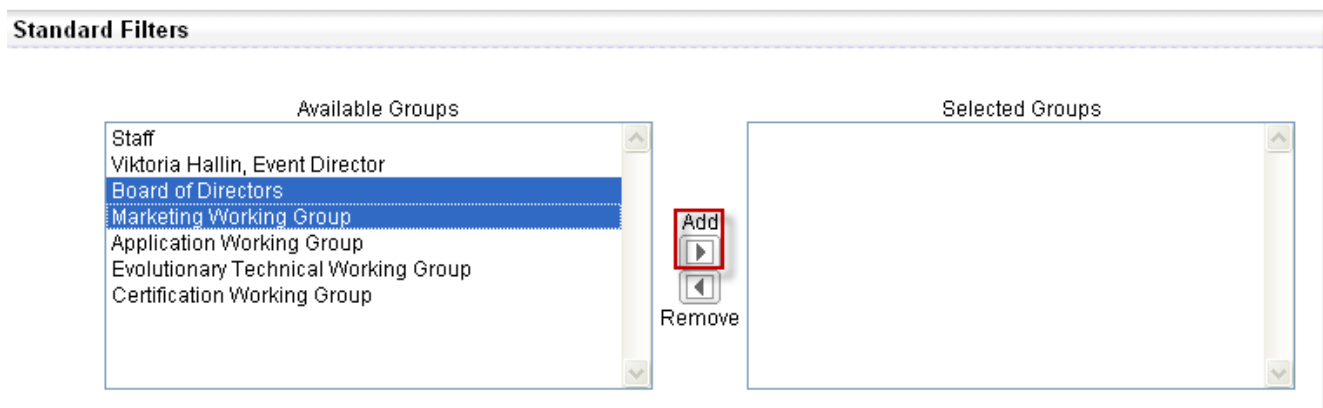 Standard Filters
Available Groups
Selected Groups
Staff
Viktoria Hallin, Event Director
Board of Directors
Marketing Working Group
Application Working Group
Evolutionary Technical Working Group
Certification Working Group
Add
Remove